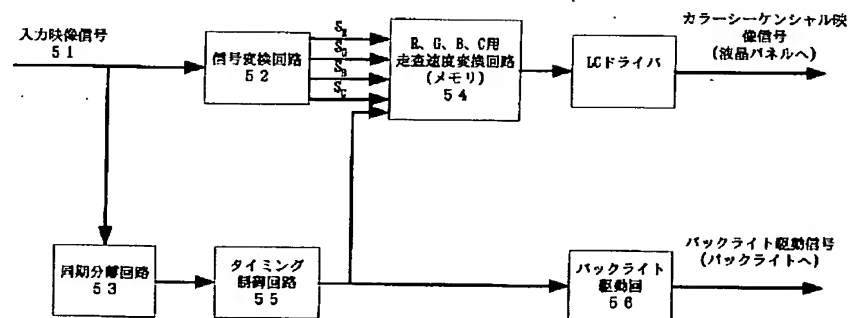 入力映像信号
51
信号変換回路
52
R、G、B、C用
走査速度変換回路
(メモリ)
54
LCドライバ
カラーシーケンシャル映
像信号
(液晶パネルへ)
同期分離回路
53
タイミング
制御回路
55
バックライト
駆動回
56
バックライト駆動信号
(バックライトへ)